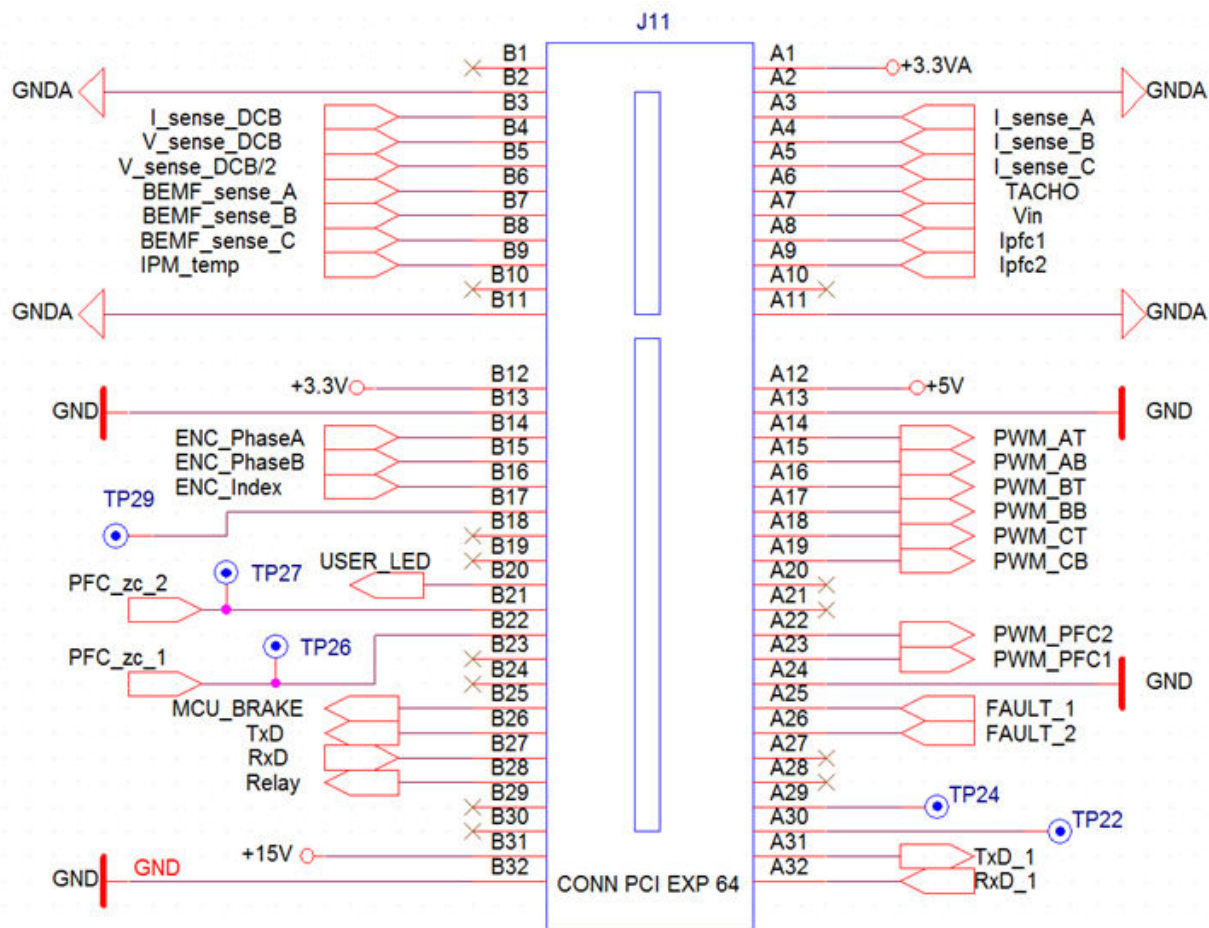 J11
B1 A1 +3.3VA
GNDA B2 A2 GNDA
I_sense_DCB B3 A3 I_sense_A
V_sense_DCB B4 A4 I_sense_B
V_sense_DCB/2 B5 A5 I_sense_C
BEMF_sense_A B6 A6 TACHO
BEMF_sense_B B7 A7 Vin
BEMF_sense_C B8 A8 Ipfc1
IPM_temp B9 A9 Ipfc2
B10 A10
GNDA B11 A11 GNDA
+3.3V B12 A12 +5V
GND B13 A13 GND
ENC_PhaseA B14 A14 PWM_AT
ENC_PhaseB B15 A15 PWM_AB
ENC_Index B16 A16 PWM_BT
TP29 B17 A17 PWM_BB
B18 A18 PWM_CT
B19 A19 PWM_CB
USER_LED B20 A20
PFC_zc_2 TP27 B21 A21
B22 A22 PWM_PFC2
TP26 B23 A23 PWM_PFC1
PFC_zc_1 B24 A24 GND
MCU_BRAKE B25 A25 FAULT_1
TxD B26 A26 FAULT_2
RxD B27 A27
Relay B28 A28
B29 A29 TP24
B30 A30 TP22
+15V B31 A31 TxD_1
GND GND B32 A32 RxD_1
CONN PCI EXP 64